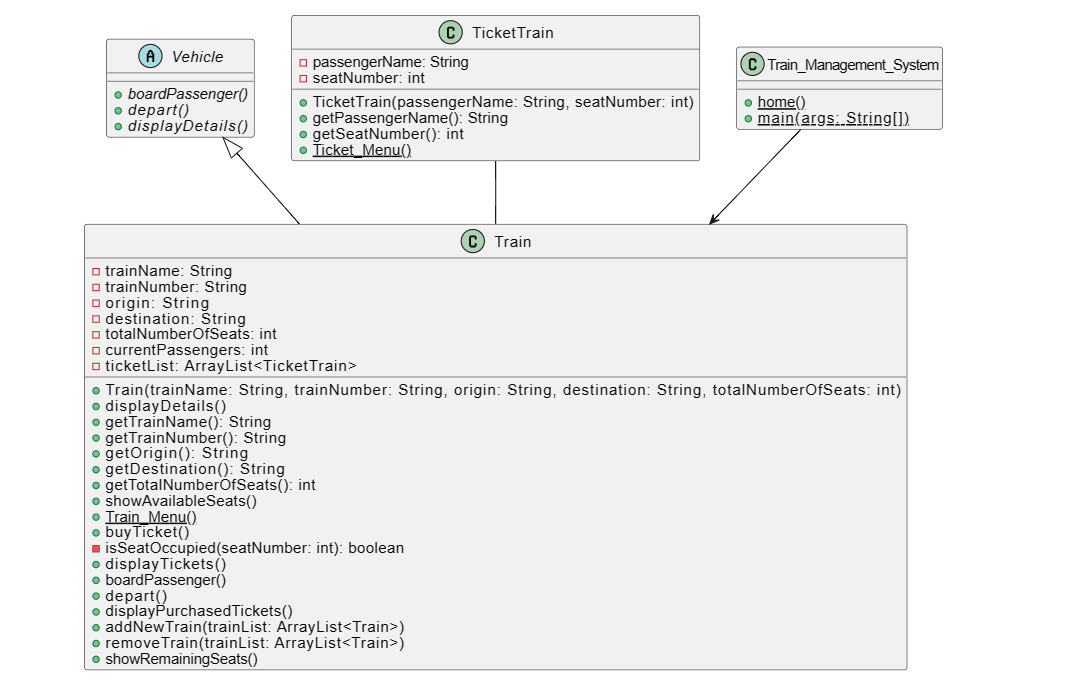 A Vehicle
boardPassenger()
depart()
displayDetails()
C TicketTrain
passengerName: String
seatNumber: int
TicketTrain(passengerName: String, seatNumber: int)
getPassengerName(): String
getSeatNumber(): int
Ticket_Menu()
C Train_Management_System
home()
main(args: String[])
C Train
trainName: String
trainNumber: String
origin: String
destination: String
totalNumberOfSeats: int
currentPassengers: int
ticketList: ArrayList<TicketTrain>
Train(trainName: String, trainNumber: String, origin: String, destination: String, totalNumberOfSeats: int)
displayDetails()
getTrainName(): String
getTrainNumber(): String
getOrigin(): String
getDestination(): String
getTotalNumberOfSeats(): int
showAvailableSeats()
Train_Menu()
buyTicket()
isSeatOccupied(seatNumber: int): boolean
displayTickets()
boardPassenger()
depart()
displayPurchasedTickets()
addNewTrain(trainList: ArrayList<Train>)
removeTrain(trainList: ArrayList<Train>)
showRemainingSeats()